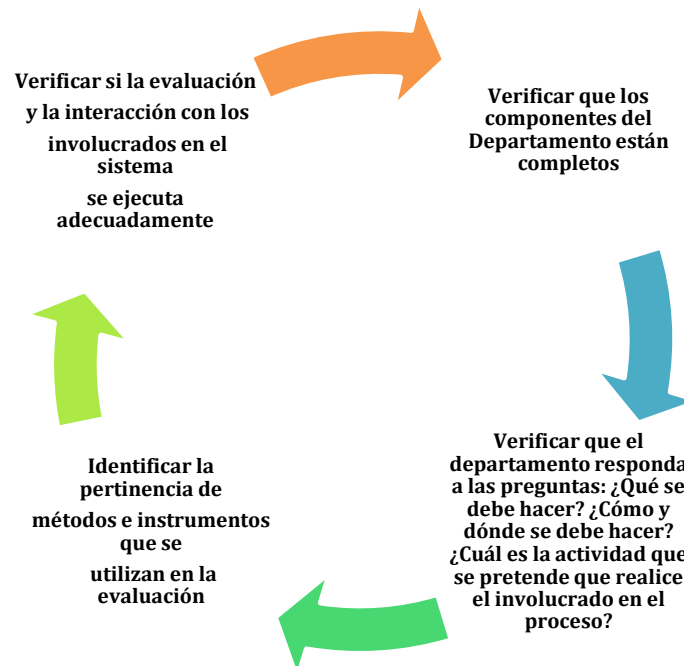 Verificar si la evaluación
y la interacción con los
involucrados en el
sistema
se ejecuta
adecuadamente
Verificar que los
componentes del
Departamento están
completos
Verificar que el
departamento responda
a las preguntas: ¿Qué se
debe hacer? ¿Cómo y
dónde se debe hacer?
¿Cuál es la actividad que
se pretende que realice
el involucrado en el
proceso?
Identificar la
pertinencia de
métodos e instrumentos
que se
utilizan en la
evaluación